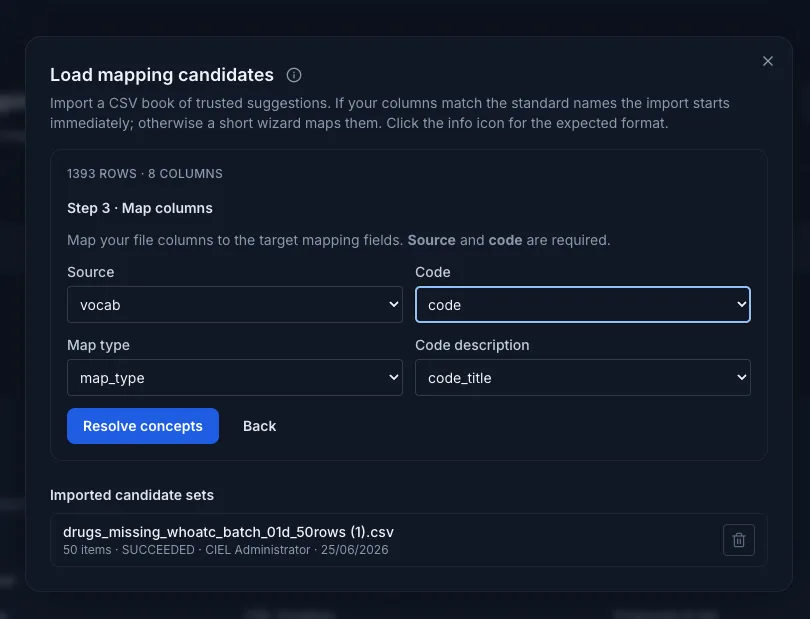 Load mapping candidates
Import a CSV book of trusted suggestions. If your columns match the standard names the import starts
immediately; otherwise a short wizard maps them. Click the info icon for the expected format.
1393 ROWS · 8 COLUMNS
Step 3 · Map columns
Map your file columns to the target mapping fields. Source and code are required.
Source
Code
vocab
code
Map type
Code description
map_type
code_title
Resolve concepts
Back
Imported candidate sets
drugs_missing_whoatc_batch_01d_50rows (1).csv
50 items · SUCCEEDED · CIEL Administrator · 25/06/2026